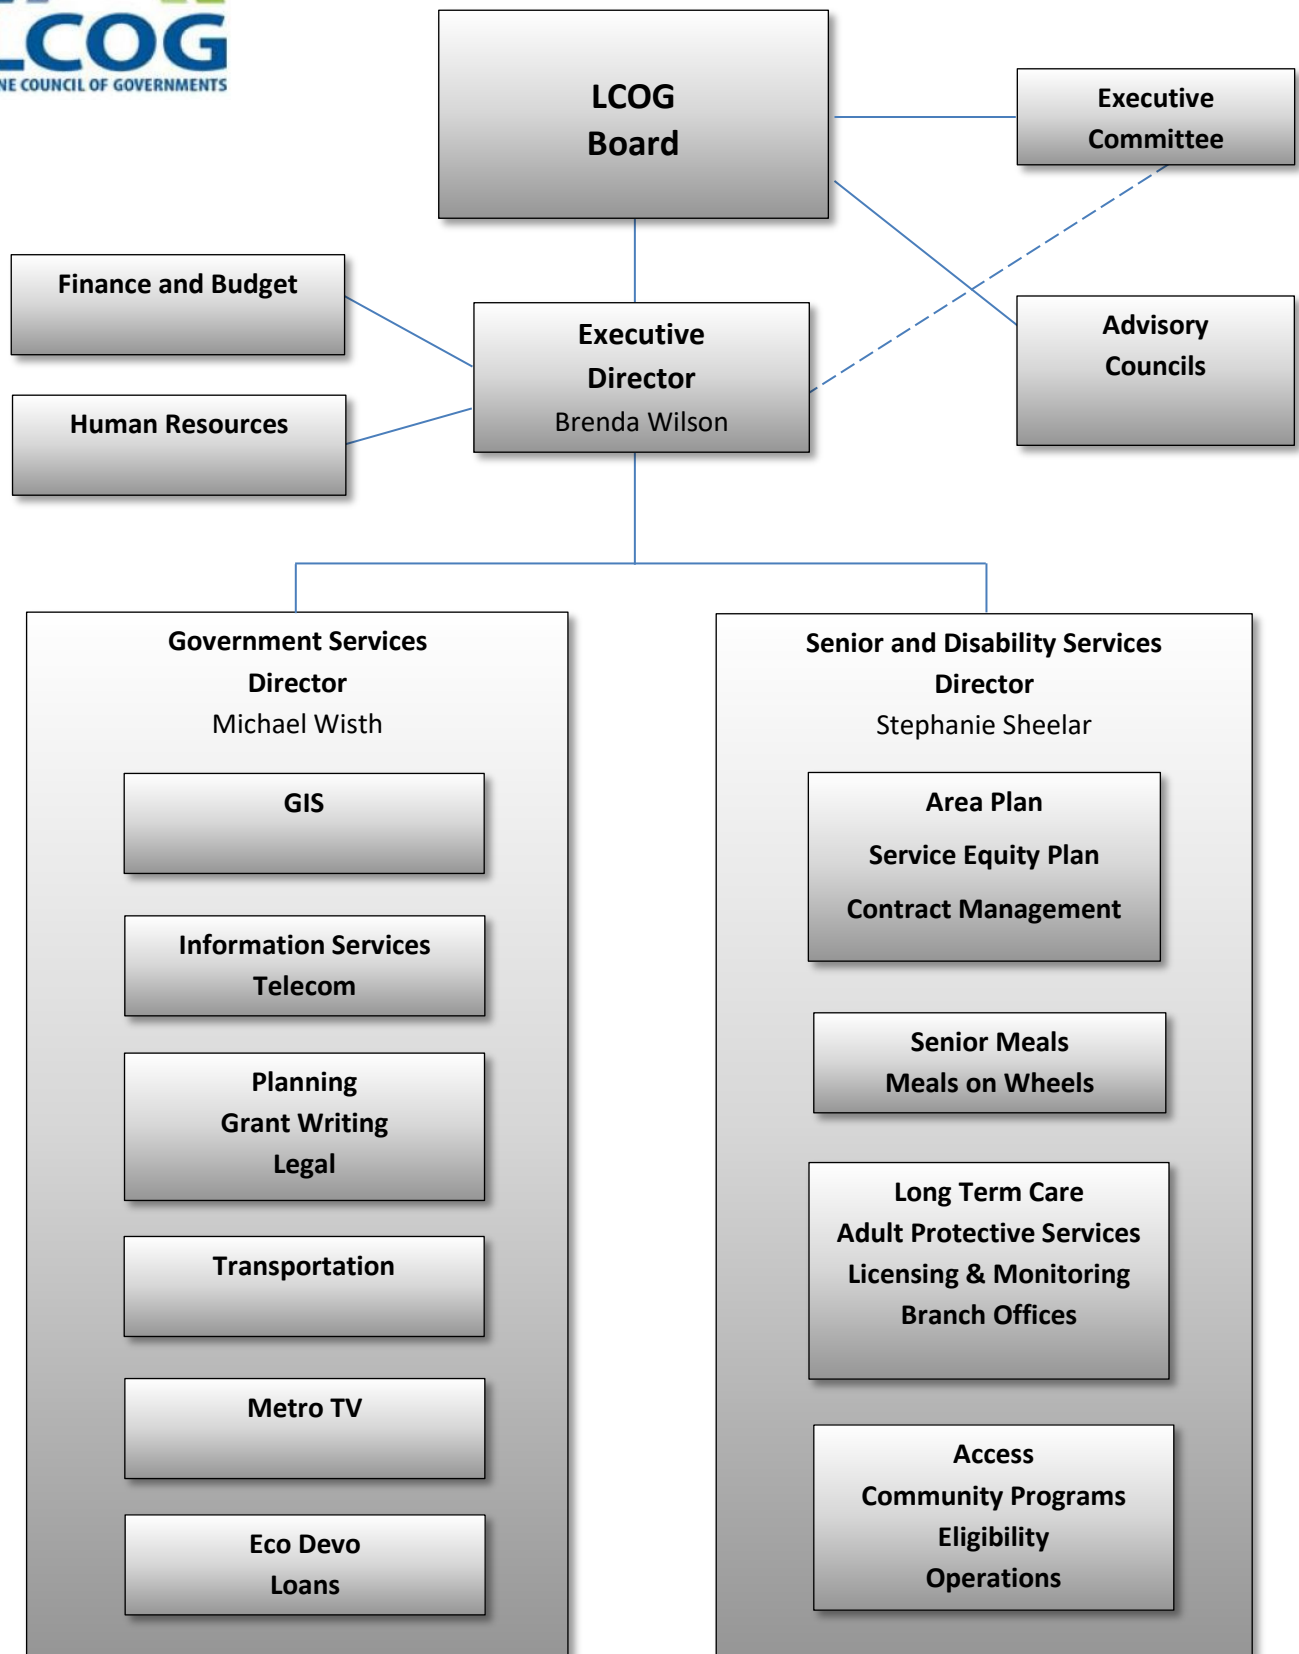 LCOG
NE COUNCIL OF GOVERNMENTS
LCOG
Board
Executive
Committee
Finance and Budget
Executive
Director
Brenda Wilson
Advisory
Councils
Human Resources
Government Services
Director
Michael Wisth
GIS
Information Services
Telecom
Planning
Grant Writing
Legal
Transportation
Metro TV
Eco Devo
Loans
Senior and Disability Services
Director
Stephanie Sheelar
Area Plan
Service Equity Plan
Contract Management
Senior Meals
Meals on Wheels
Long Term Care
Adult Protective Services
Licensing & Monitoring
Branch Offices
Access
Community Programs
Eligibility
Operations